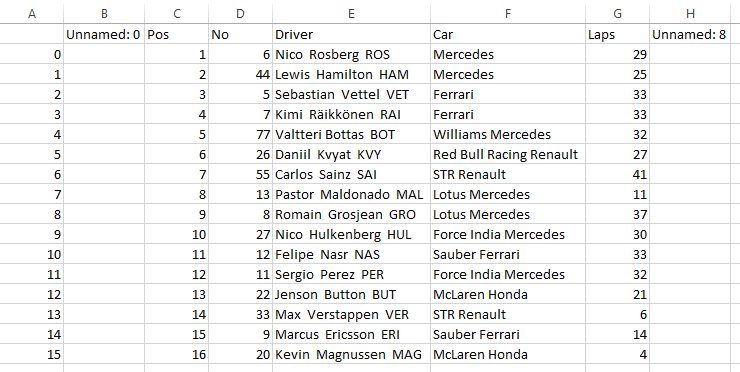 A B C D E F G H
Unnamed: 0 Pos No Driver Car Laps Unnamed: 8
0 1 6 Nico Rosberg ROS Mercedes 29
1 2 44 Lewis Hamilton HAM Mercedes 25
2 3 5 Sebastian Vettel VET Ferrari 33
3 4 7 Kimi Räikkönen RAI Ferrari 33
4 5 77 Valtteri Bottas BOT Williams Mercedes 32
5 6 26 Daniil Kvyat KVY Red Bull Racing Renault 27
6 7 55 Carlos Sainz SAI STR Renault 41
7 8 13 Pastor Maldonado MAL Lotus Mercedes 11
8 9 8 Romain Grosjean GRO Lotus Mercedes 37
9 10 27 Nico Hulkenberg HUL Force India Mercedes 30
10 11 12 Felipe Nasr NAS Sauber Ferrari 33
11 12 11 Sergio Perez PER Force India Mercedes 32
12 13 22 Jenson Button BUT McLaren Honda 21
13 14 33 Max Verstappen VER STR Renault 6
14 15 9 Marcus Ericsson ERI Sauber Ferrari 14
15 16 20 Kevin Magnussen MAG McLaren Honda 4